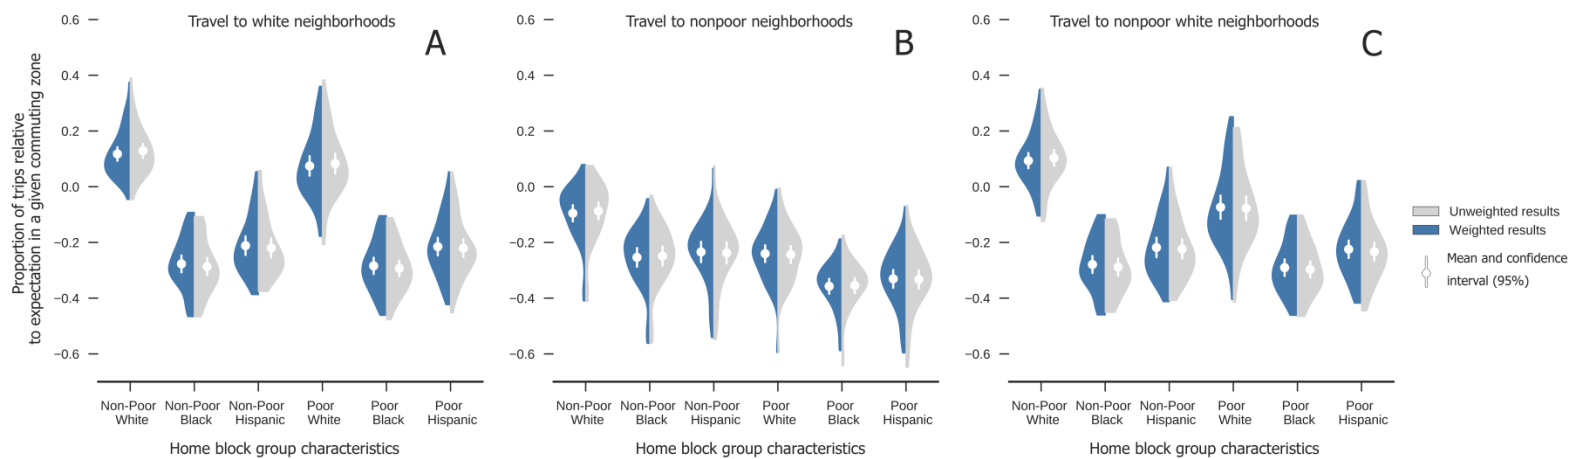 Proportion of trips relative
to expectation in a given commuting zone
Travel to white neighborhoods
A
0.6
0.4
0.2
0.0
−0.2
−0.4
−0.6
Non-Poor
White
Non-Poor
Black
Non-Poor
Hispanic
Poor
White
Poor
Black
Poor
Hispanic
Home block group characteristics
Travel to nonpoor neighborhoods
B
0.6
0.4
0.2
0.0
−0.2
−0.4
−0.6
Non-Poor
White
Non-Poor
Black
Non-Poor
Hispanic
Poor
White
Poor
Black
Poor
Hispanic
Home block group characteristics
Travel to nonpoor white neighborhoods
C
0.6
0.4
0.2
0.0
−0.2
−0.4
−0.6
Non-Poor
White
Non-Poor
Black
Non-Poor
Hispanic
Poor
White
Poor
Black
Poor
Hispanic
Home block group characteristics
Unweighted results
Weighted results
Mean and confidence
interval (95%)